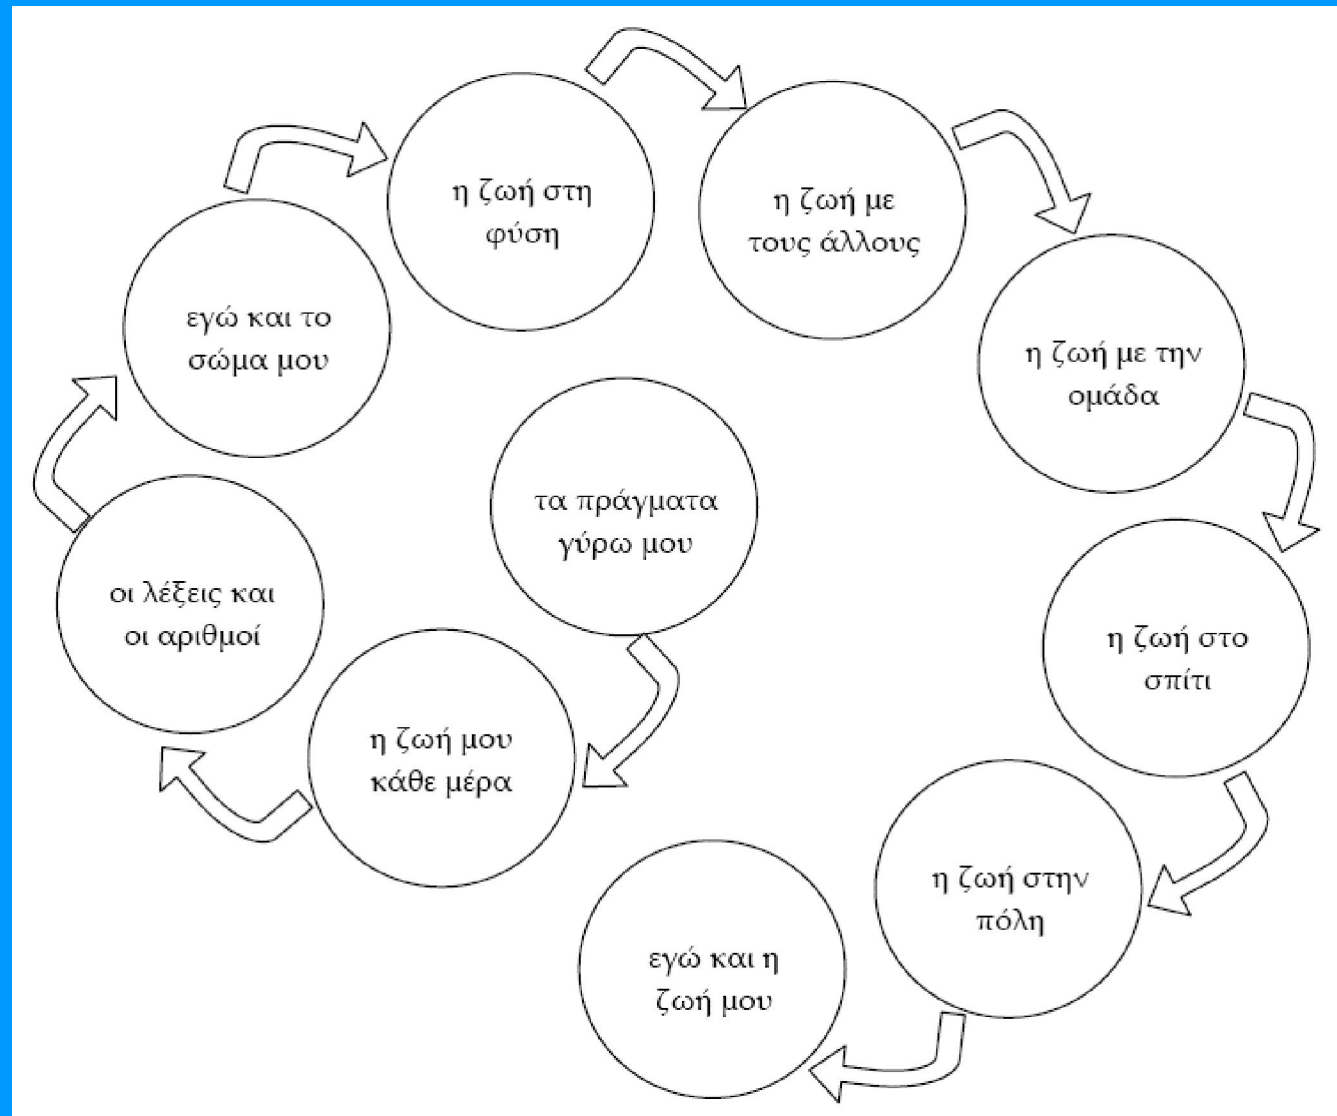 τα πράγματα
γύρω μου
η ζωή μου
κάθε μέρα
οι λέξεις και
οι αριθμοί
εγώ και το
σώμα μου
η ζωή στη
φύση
η ζωή με
τους άλλους
η ζωή με την
ομάδα
η ζωή στο
σπίτι
η ζωή στην
πόλη
εγώ και η
ζωή μου